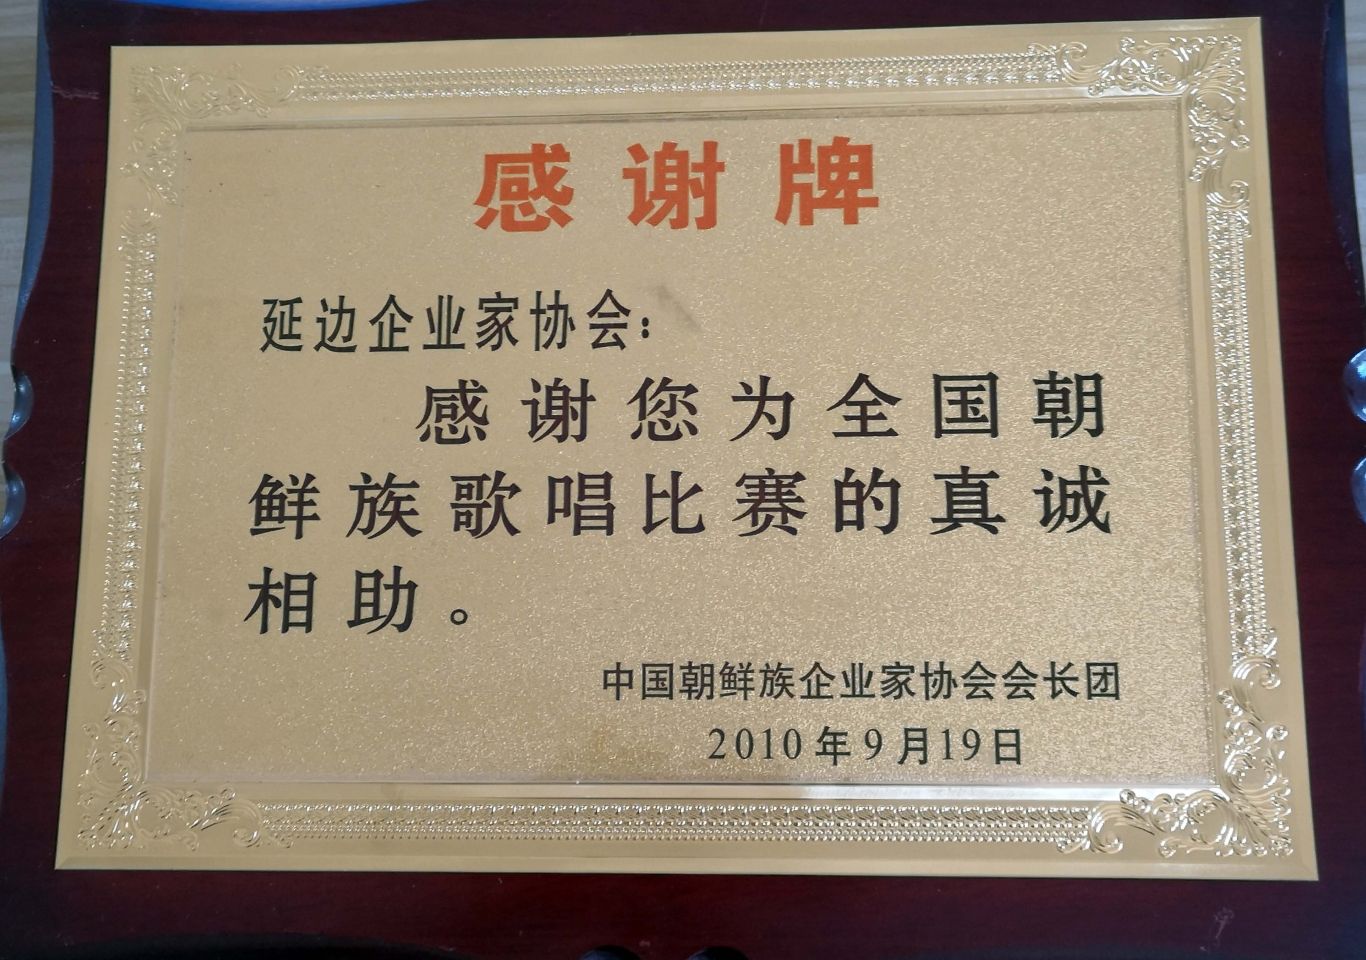 感谢牌
延边企业家协会：
感谢您为全国朝
鲜族歌唱比赛的真诚
相助。
中国朝鲜族企业家协会会长团
2010年9月19日